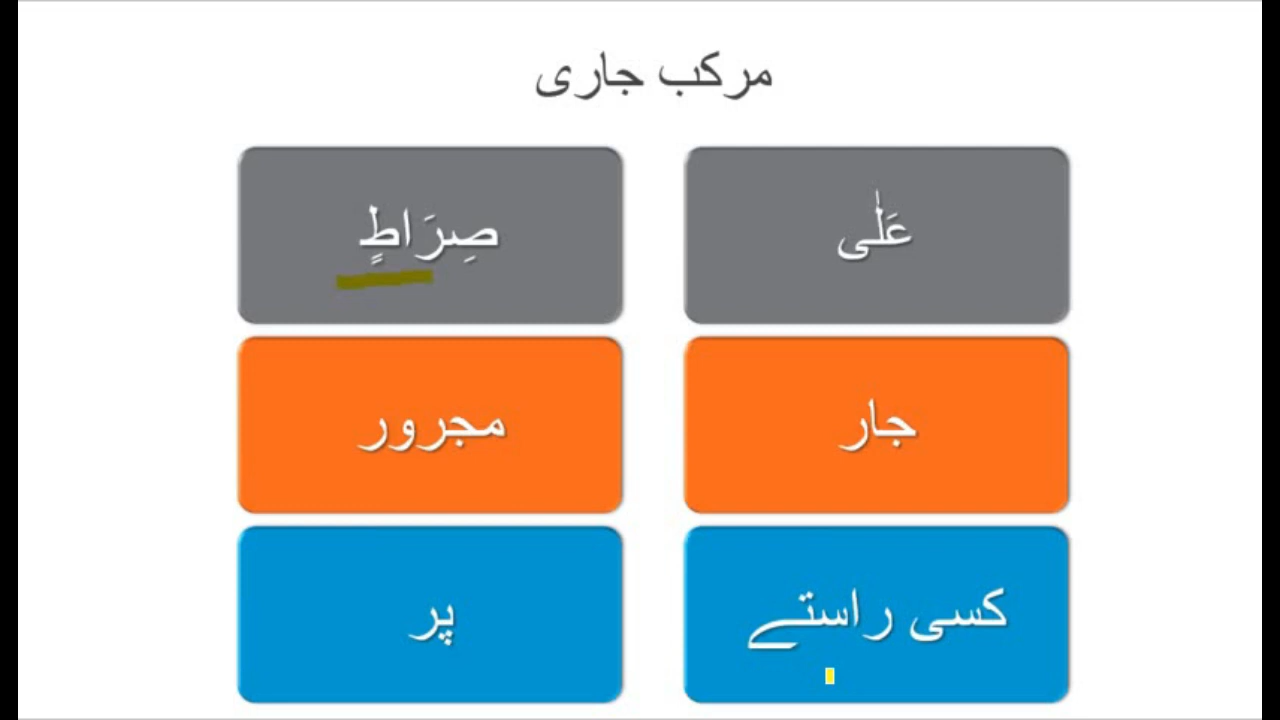 مرکب جاری
عَلٰی صِرَاطٍ
جار مجرور
کسی راستے پر